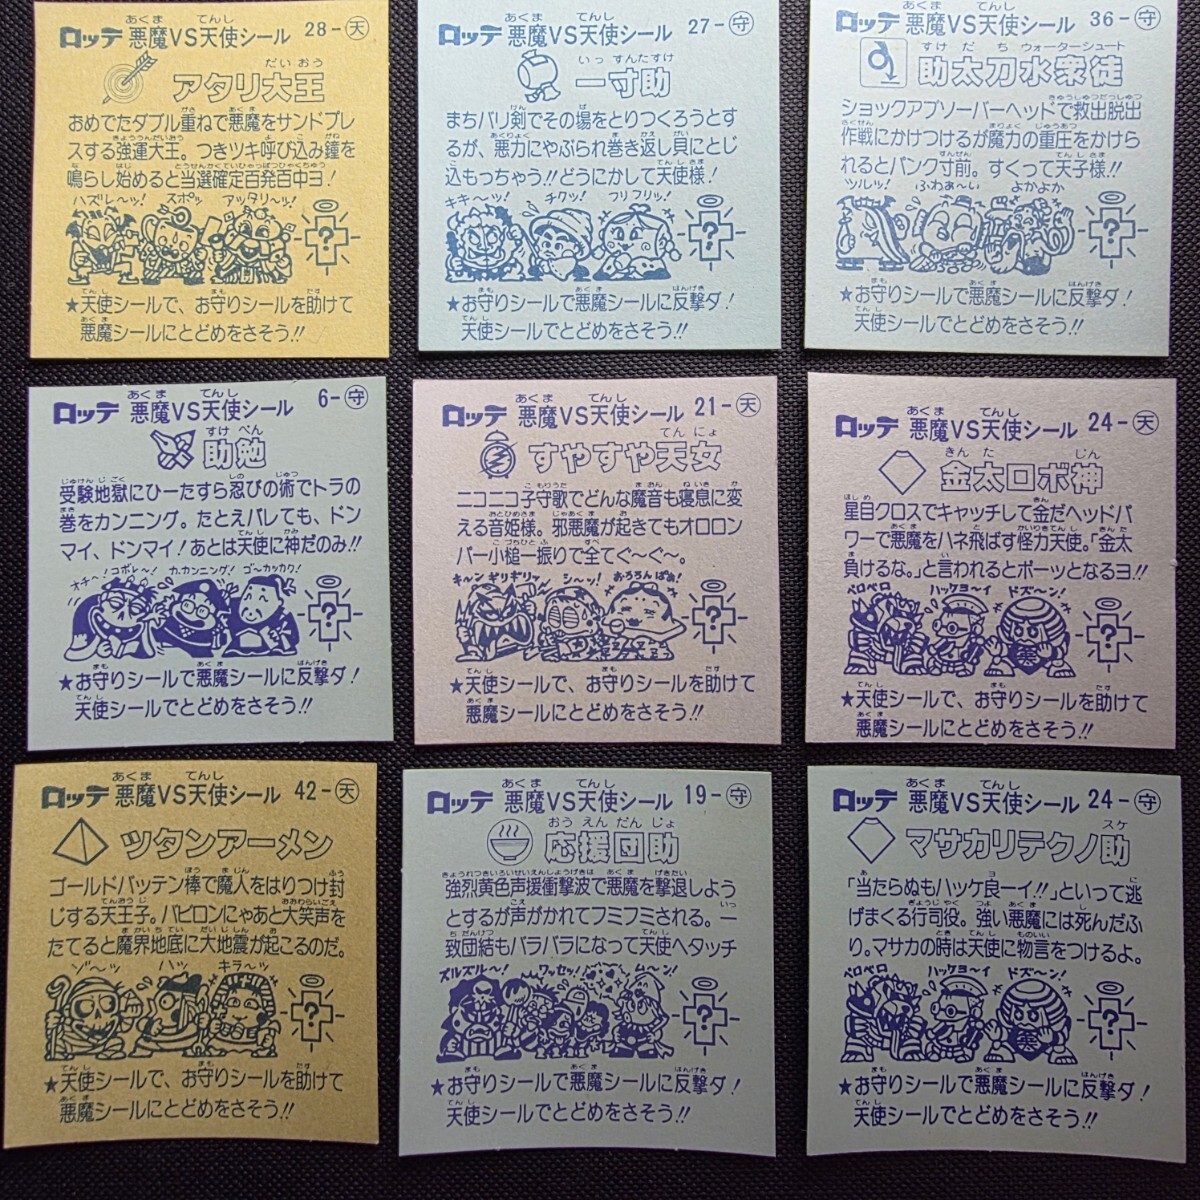 ロッテ 悪魔VS天使シール 28-天
アタリ大王
おめでたダブル重ねで悪魔をサンドプレ
スする強運大王。つきツキ呼び込み鐘を
鳴らし始めると当選確定百発百中ヨ!
ハズレ～ッ! スポッ アッタリ～ッ!
?
★天使シールで、お守りシールを助けて
悪魔シールにとどめをさそう!!
ロッテ 悪魔VS天使シール 27-守
一寸助
まちバリ剣でその場をとりつくろうとす
るが、悪力にやぶられ巻き返し貝にとじ
込もっちゃう!!どうにかして天使様!
キキ～ッ! チクッ! フリフリッ!
?
★お守りシールで悪魔シールに反撃ダ!
天使シールでとどめをさそう!!
ロッテ 悪魔VS天使シール 36-守
助太刀水衆徒
ショックアブソーバーヘッドで救出脱出
作戦にかけつけるが魔力の重圧をかけら
れるとパンク寸前。すくって天子様!!
ツルッ! ふわぁ～い よかよか
?
★お守りシールで悪魔シールに反撃ダ!
天使シールでとどめをさそう!!
ロッテ 悪魔VS天使シール 6-守
助勉
受験地獄にひーたすら忍びの術でトラの
巻をカンニング。たとえバレても、ドン
マイ、ドンマイ!あとは天使に神だのみ!!
オチ～! コボレ～! カ、カンニング! ゴ～カッカク!
?
★お守りシールで悪魔シールに反撃ダ!
天使シールでとどめをさそう!!
ロッテ 悪魔VS天使シール 21-天
すやすや天女
ニコニコ子守歌でどんな魔音も寝息に変
える音姫様。邪悪魔が起きてもオロロン
バー小槌一振りで全てぐ～ぐ～。
キ～ン ギリギリッ シ～ッ! おろろんばぁ!
?
★天使シールで、お守りシールを助けて
悪魔シールにとどめをさそう!!
ロッテ 悪魔VS天使シール 24-天
金太ロボ神
星目クロスでキャッチして金だヘッドパ
ワーで悪魔をハネ飛ばす怪力天使。「金太
負けるな。」と言われるとポーッとなるヨ!!
ペロペロ ハッケヨ～イ ドズ～ン!
?
★天使シールで、お守りシールを助けて
悪魔シールにとどめをさそう!!
ロッテ 悪魔VS天使シール 42-天
ツタンアーメン
ゴールドバッテン棒で魔人をはりつけ封
じする天王子。パピロンにゃあと大笑声を
たてると魔界地底に大地震が起こるのだ。
ゾ～ッ ハッ キラ～ッ
?
★天使シールで、お守りシールを助けて
悪魔シールにとどめをさそう!!
ロッテ 悪魔VS天使シール 19-守
応援団助
強烈黄色声援衝撃波で悪魔を撃退しよう
とするが声がかれてフミフミされる。一
致団結もバラバラになって天使へタッチ
ズルズル～! ワッセッ! ム～ン!
?
★お守りシールで悪魔シールに反撃ダ!
天使シールでとどめをさそう!!
ロッテ 悪魔VS天使シール 24-守
マサカリテクノ助
「当たらぬもハッケ良ーイ!!」といって逃
げまくる行司役。強い悪魔には死んだふ
り。マサカの時は天使に物言をつけるよ。
ペロペロ ハッケヨ～イ ドズ～ン!
?
★お守りシールで悪魔シールに反撃ダ!
天使シールでとどめをさそう!!